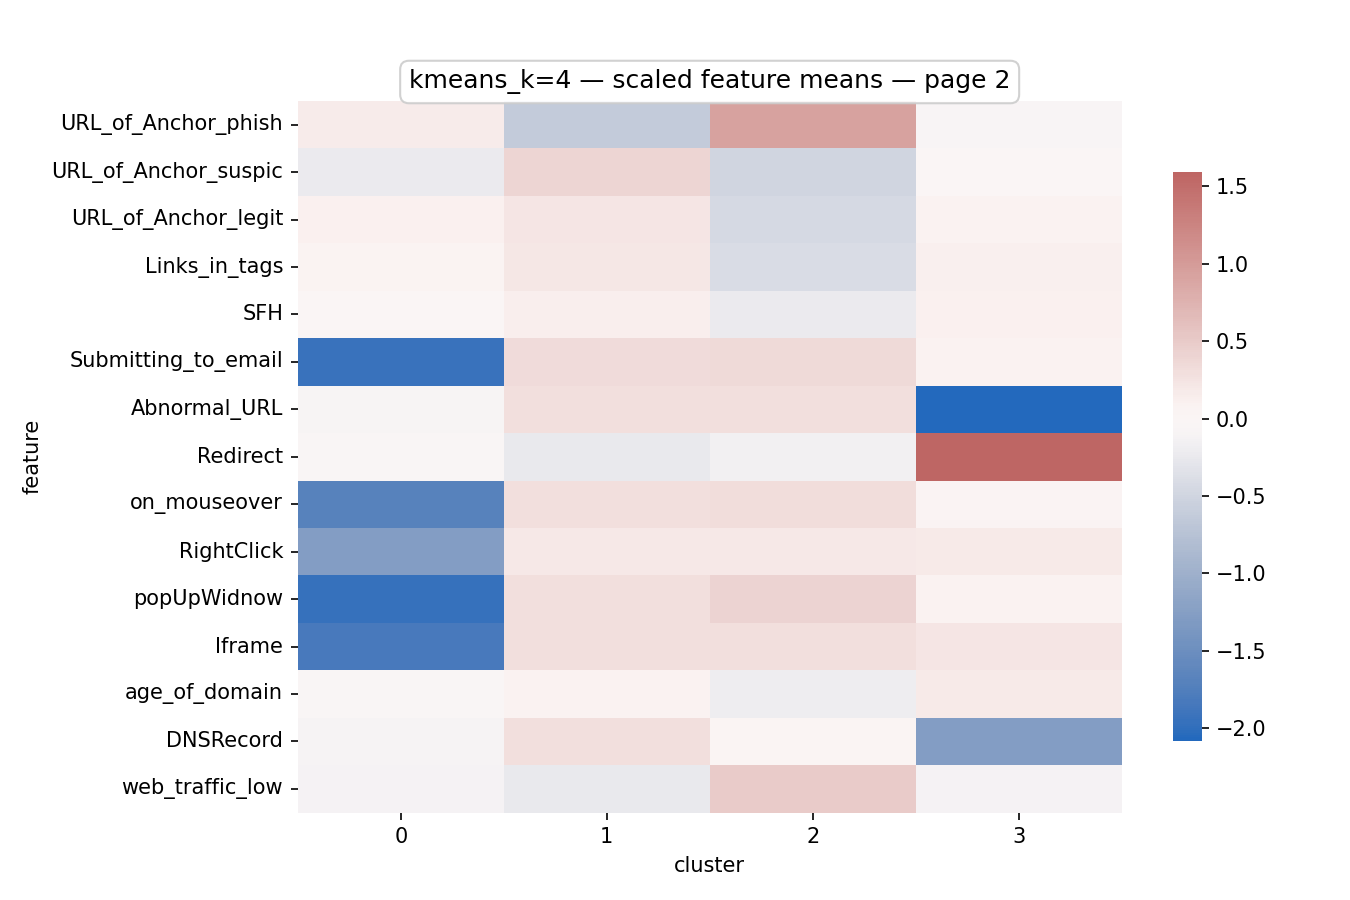 kmeans_k=4 — scaled feature means — page 2
URL_of_Anchor_phish
URL_of_Anchor_suspic
URL_of_Anchor_legit
Links_in_tags
SFH
Submitting_to_email
Abnormal_URL
Redirect
on_mouseover
RightClick
popUpWidnow
Iframe
age_of_domain
DNSRecord
web_traffic_low
feature
0 1 2 3
cluster
1.5
1.0
0.5
0.0
−0.5
−1.0
−1.5
−2.0